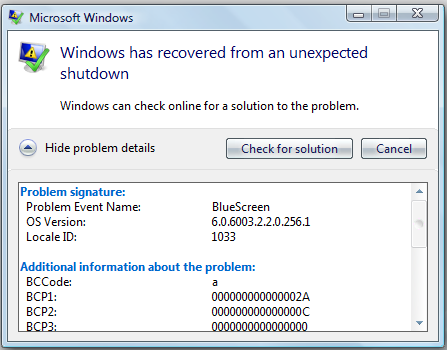 Microsoft Windows
Windows has recovered from an unexpected
shutdown
Windows can check online for a solution to the problem.
Hide problem details
Check for solution
Cancel
Problem signature:
Problem Event Name: BlueScreen
OS Version: 6.0.6003.2.2.0.256.1
Locale ID: 1033
Additional information about the problem:
BCCode: a
BCP1: 000000000000002A
BCP2: 000000000000000C
BCP3: 0000000000000000